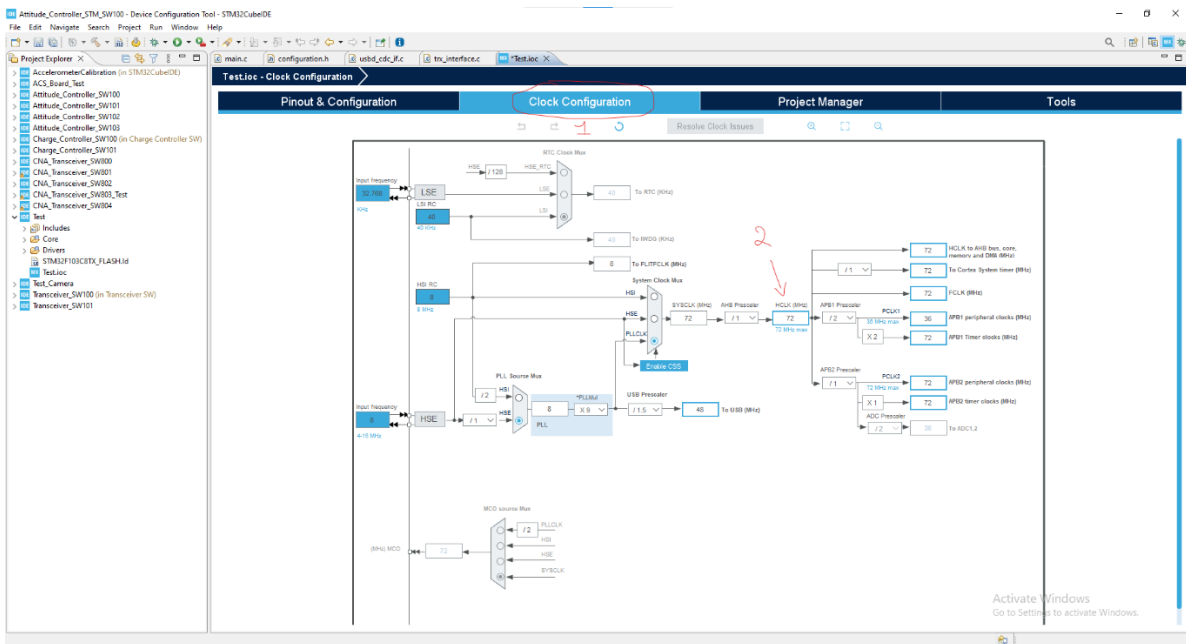 Attitude_Controller_STM_SW100 - Device Configuration Tool - STM32CubeIDE
File Edit Navigate Search Project Run Window Help
Project Explorer
main.c
configuration.h
usbd_cdc_if.c
trx_interface.c
*Test.ioc
AccelerometerCalibration (in STM32CubeIDE)
ACS_Board_Test
Attitude_Controller_SW100
Attitude_Controller_SW101
Attitude_Controller_SW102
Attitude_Controller_SW103
Charge_Controller_SW100 (in Charge Controller SW)
Charge_Controller_SW101
CNA_Transceiver_SW800
CNA_Transceiver_SW801
CNA_Transceiver_SW802
CNA_Transceiver_SW803_Test
CNA_Transceiver_SW804
Test
Includes
Core
Drivers
STM32F103C8TX_FLASH.ld
Test.ioc
Test_Camera
Transceiver_SW100 (in Transceiver SW)
Transceiver_SW101
Test.ioc - Clock Configuration
Pinout & Configuration
Clock Configuration
Project Manager
Tools
1
Resolve Clock Issues
RTC Clock Mux
HSE
/ 128
HSE_RTC
Input frequency
32.768
KHz
LSE
LSE
40
To RTC (KHz)
LSI RC
40
40 KHz
LSI
40
To IWDG (KHz)
8
To FLITFCLK (MHz)
2
HSI RC
8
8 MHz
System Clock Mux
HSI
HSE
PLLCLK
Enable CSS
SYSCLK (MHz)
72
AHB Prescaler
/ 1
HCLK (MHz)
72
72 MHz max
72
HCLK to AHB bus, core,
memory and DMA (MHz)
/ 1
72
To Cortex System timer (MHz)
72
FCLK (MHz)
APB1 Prescaler
/ 2
PCLK1
36 MHz max
36
APB1 peripheral clocks (MHz)
X 2
72
APB1 Timer clocks (MHz)
APB2 Prescaler
/ 1
PCLK2
72 MHz max
72
APB2 peripheral clocks (MHz)
X 1
72
APB2 timer clocks (MHz)
ADC Prescaler
/ 2
36
To ADC1,2
PLL Source Mux
/ 2
HSI
HSE
Input frequency
8
4-16 MHz
HSE
/ 1
8
*PLLMul
X 9
PLL
USB Prescaler
/ 1.5
48
To USB (MHz)
MCO source Mux
/ 2
PLLCLK
HSI
HSE
SYSCLK
(MHz) MCO
72
Activate Windows
Go to Settings to activate Windows.